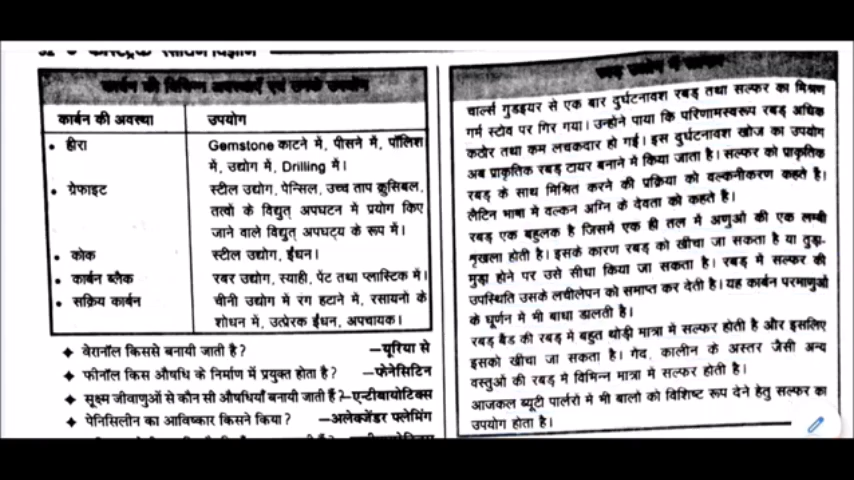 कार्बन की विभिन्न अवस्थाएँ एवं उनके उपयोग
कार्बन की अवस्था उपयोग
• हीरा Gemstone काटने में, पीसने में, पॉलिश
में, उद्योग में, Drilling में।
• ग्रेफाइट स्टील उद्योग, पेन्सिल, उच्च ताप क्रुसिबल,
तत्वों के विद्युत् अपघटन में प्रयोग किए
जाने वाले विद्युत् अपघट्य के रूप में।
• कोक स्टील उद्योग, ईंधन।
• कार्बन ब्लैक रबर उद्योग, स्याही, पेंट तथा प्लास्टिक में।
• सक्रिय कार्बन चीनी उद्योग में रंग हटाने में, रसायनों के
शोधन में, उत्प्रेरक ईंधन, अपचायक।
✦ वेरानॉल किससे बनायी जाती है? –यूरिया से
✦ फीनॉल किस औषधि के निर्माण में प्रयुक्त होता है? –फेनेसिटिन
✦ सूक्ष्म जीवाणुओं से कौन सी औषधियाँ बनायी जाती हैं?–एन्टीबायोटिक्स
✦ पेनिसिलीन का आविष्कार किसने किया? –अलेक्जेंडर फ्लेमिंग
चार्ल्स गुडइयर से एक बार दुर्घटनावश रबड़ तथा सल्फर का मिश्रण
गर्म स्टोव पर गिर गया। उन्होने पाया कि परिणामस्वरूप रबड़ अधिक
कठोर तथा कम लचकदार हो गई। इस दुर्घटनावश खोज का उपयोग
अब प्राकृतिक रबड़ टायर बनाने में किया जाता है। सल्फर को प्राकृतिक
रबड़ के साथ मिश्रित करने की प्रक्रिया को वल्कनीकरण कहते है।
लैटिन भाषा में वल्कन अग्नि के देवता को कहते है।
रबड़ एक बहुलक है जिसमें एक ही तल में अणुओं की एक लम्बी
श्रृखला होती है। इसके कारण रबड़ को खीचा जा सकता है या तुड़ा-
मुड़ा होने पर उसे सीधा किया जा सकता है। रबड़ में सल्फर की
उपस्थिति उसके लचीलेपन को समाप्त कर देती है। यह कार्बन परमाणुओं
के घूर्णन में भी बाधा डालती है।
रबड़ बैड की रबड़ में बहुत थोड़ी मात्रा में सल्फर होती है और इसलिए
इसको खीचा जा सकता है। गेद, कालीन के अस्तर जैसी अन्य
वस्तुओं की रबड़ में विभिन्न मात्रा में सल्फर होती है।
आजकल ब्यूटी पार्लरो में भी बालो को विशिष्ट रूप देने हेतु सल्फर का
उपयोग होता है।